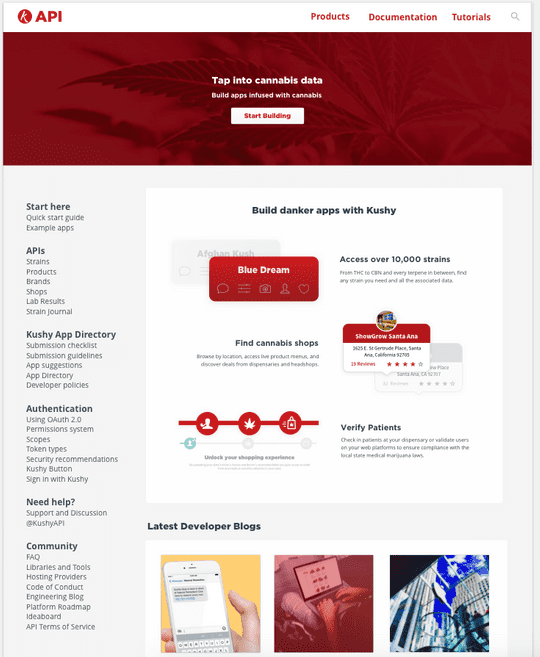 API
Products
Documentation
Tutorials
Tap into cannabis data
Build apps infused with cannabis
Start Building
Start here
Quick start guide
Example apps
APIs
Strains
Products
Brands
Shops
Lab Results
Strain Journal
Kushy App Directory
Submission checklist
Submission guidelines
App suggestions
App Directory
Developer policies
Authentication
Using OAuth 2.0
Permissions system
Scopes
Token types
Security recommendations
Kushy Button
Sign in with Kushy
Need help?
Support and Discussion
@KushyAPI
Community
FAQ
Libraries and Tools
Hosting Providers
Code of Conduct
Engineering Blog
Platform Roadmap
Ideaboard
API Terms of Service
Build danker apps with Kushy
Afghan Kush
Blue Dream
Access over 10,000 strains
From THC to CBN and every terpene in between, find
any strain you need and all the associated data.
Find cannabis shops
Browse by location, access live product menus, and
discover deals from dispensaries and headshops.
ShowGrow Santa Ana
1625 E. St Gertrude Place, Santa
Ana, California 92705
19 Reviews
Place, Santa
Santa Ana, CA 92701
Reviews
Unlock your shopping experience
Verify Patients
Check in patients at your dispensary or validate users
on your web platforms to ensure compliance with the
local state medical marijuana laws.
Latest Developer Blogs